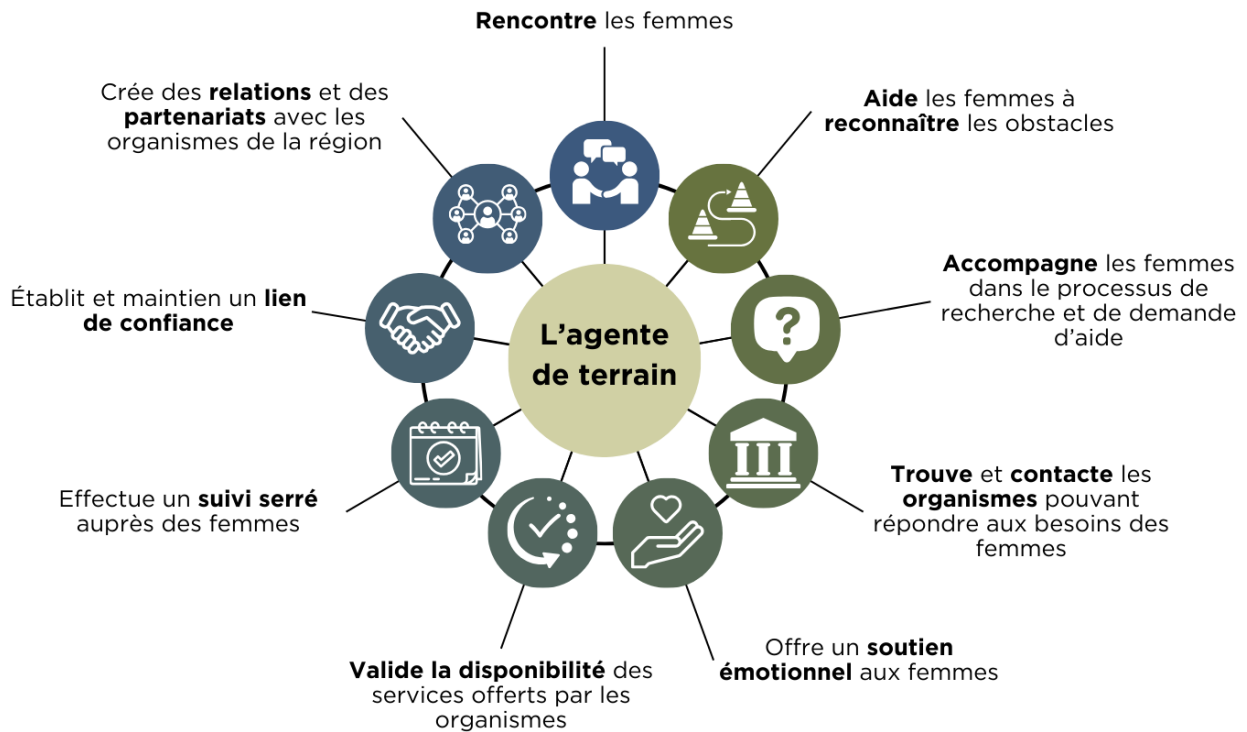 Rencontre les femmes
Aide les femmes à
reconnaître les obstacles
Accompagne les femmes
dans le processus de
recherche et de demande
d'aide
Trouve et contacte les
organismes pouvant
répondre aux besoins des
femmes
Offre un soutien
émotionnel aux femmes
Valide la disponibilité des
services offerts par les
organismes
Effectue un suivi serré
auprès des femmes
Établit et maintien un lien
de confiance
Crée des relations et des
partenariats avec les
organismes de la région
L'agente
de terrain
?